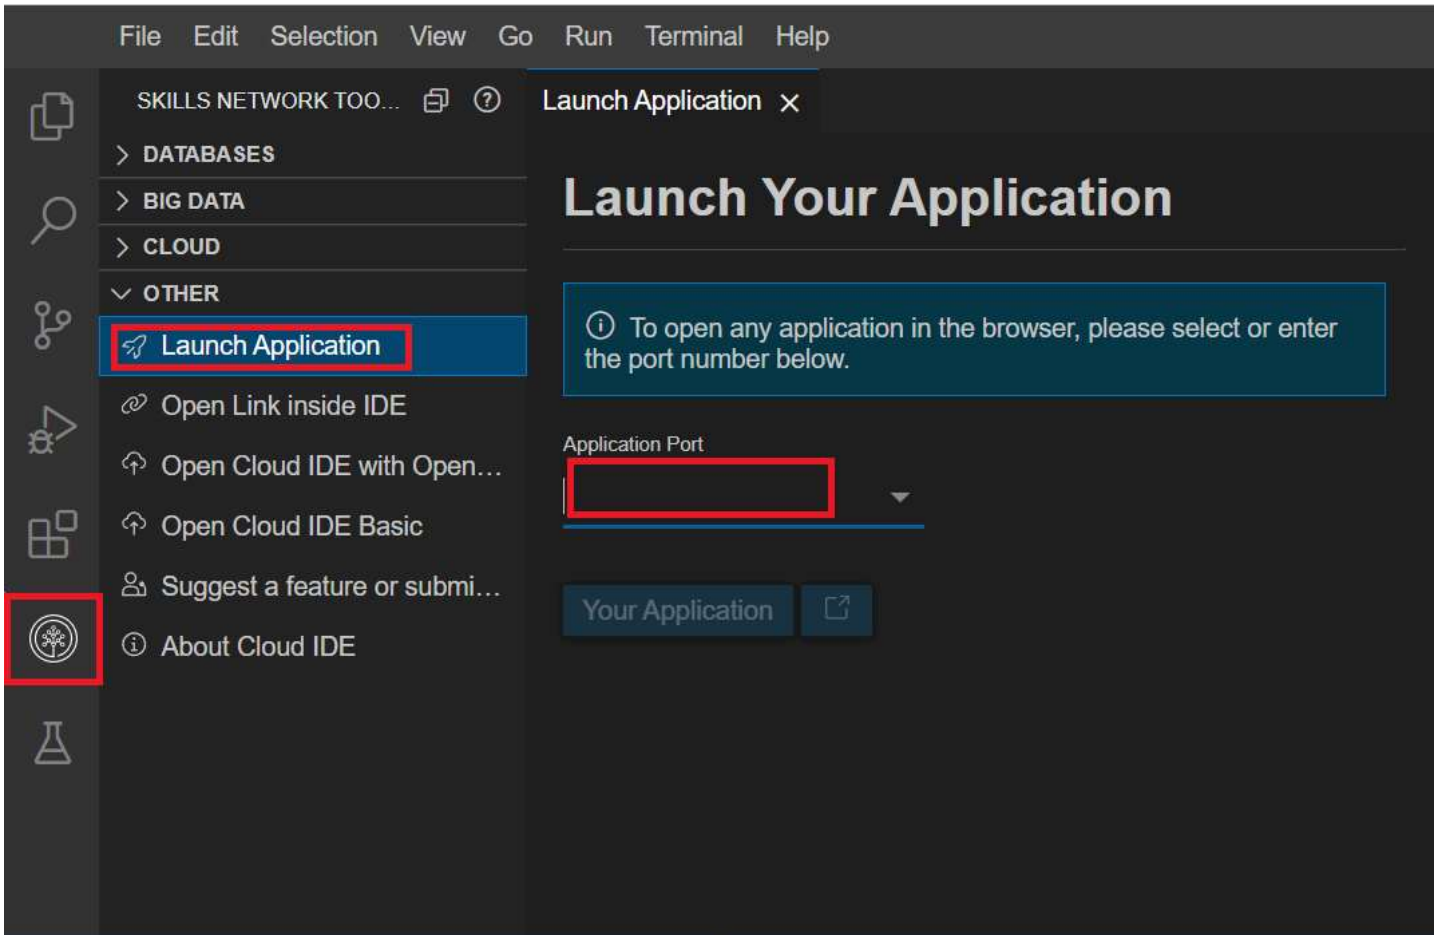 File Edit Selection View Go Run Terminal Help
SKILLS NETWORK TOO...
DATABASES
BIG DATA
CLOUD
OTHER
Launch Application
Open Link inside IDE
Open Cloud IDE with Open...
Open Cloud IDE Basic
Suggest a feature or submi...
About Cloud IDE
Launch Application
Launch Your Application
To open any application in the browser, please select or enter
the port number below.
Application Port
Your Application